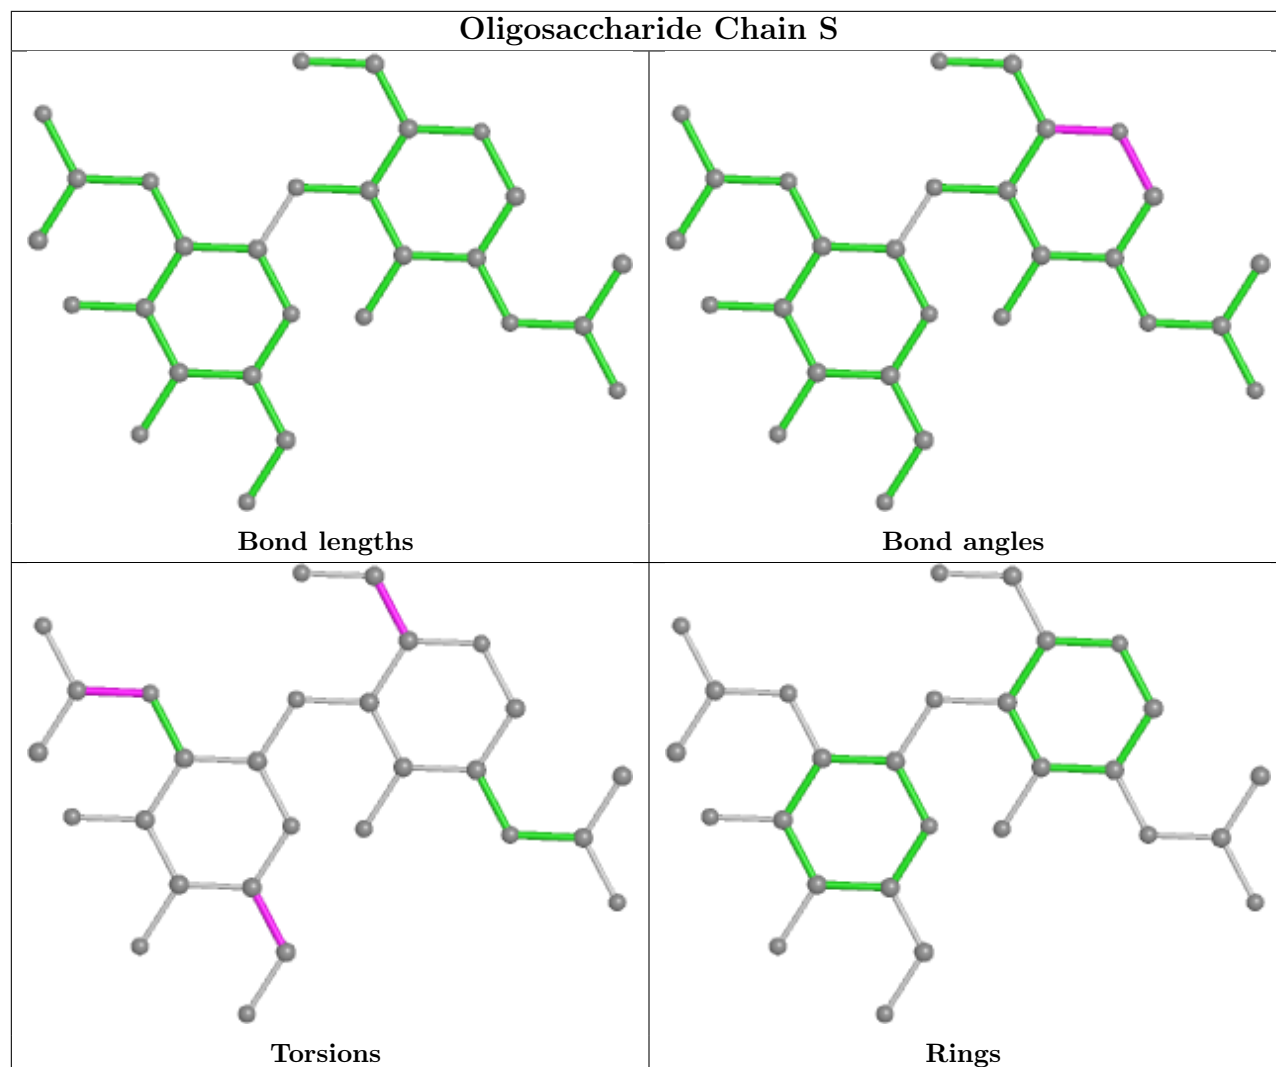 Oligosaccharide Chain S
Bond lengths
Bond angles
Torsions
Rings